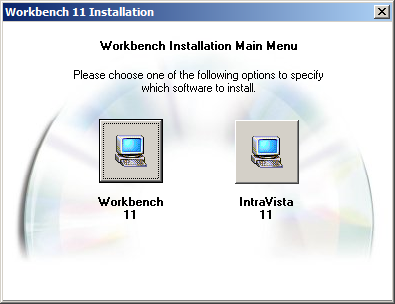 Workbench 11 Installation
Workbench Installation Main Menu
Please choose one of the following options to specify
which software to install.
Workbench
11
IntraVista
11